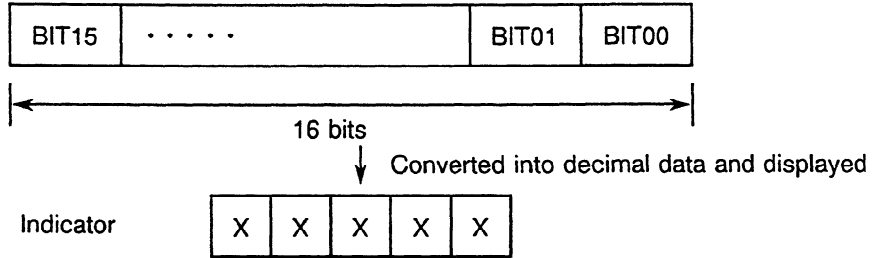 BIT15 ····· BIT01 BIT00
16 bits
Converted into decimal data and displayed
Indicator X X X X X